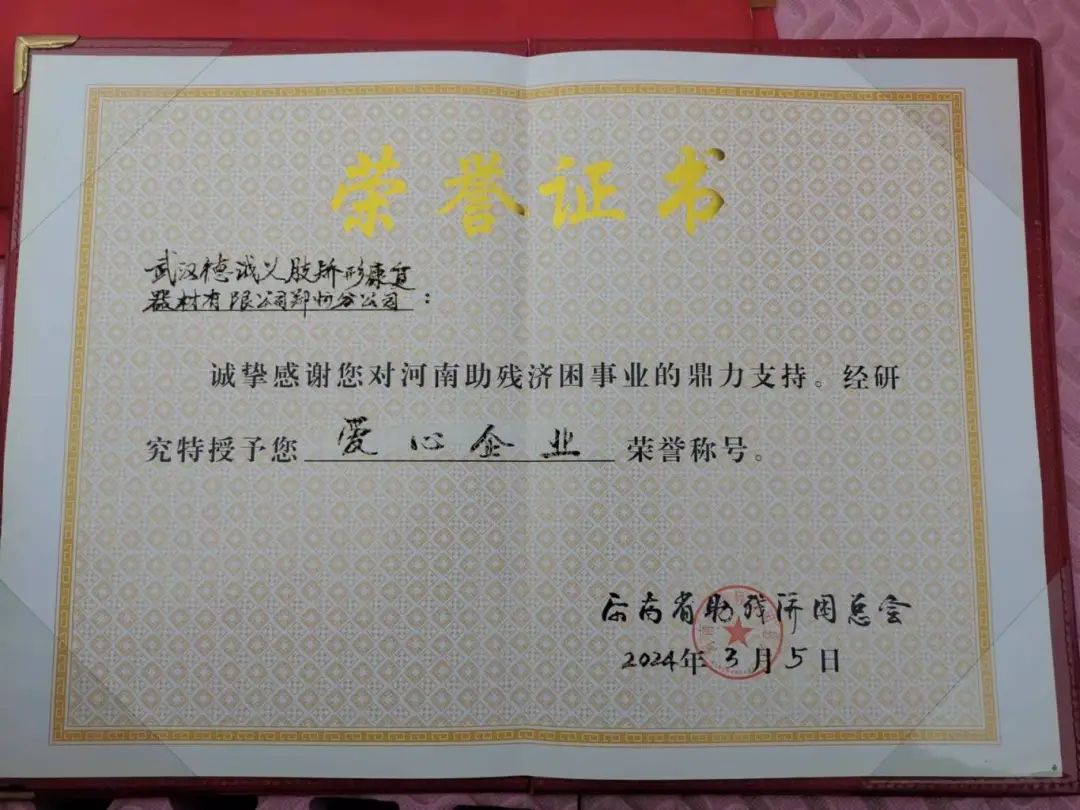 荣誉证书
武汉德诚义肢矫形康复
器材有限公司郑州分公司：
诚挚感谢您对河南助残济困事业的鼎力支持。经研
究特授予您 爱心企业 荣誉称号。
河南省助残济困总会
2024年3月5日